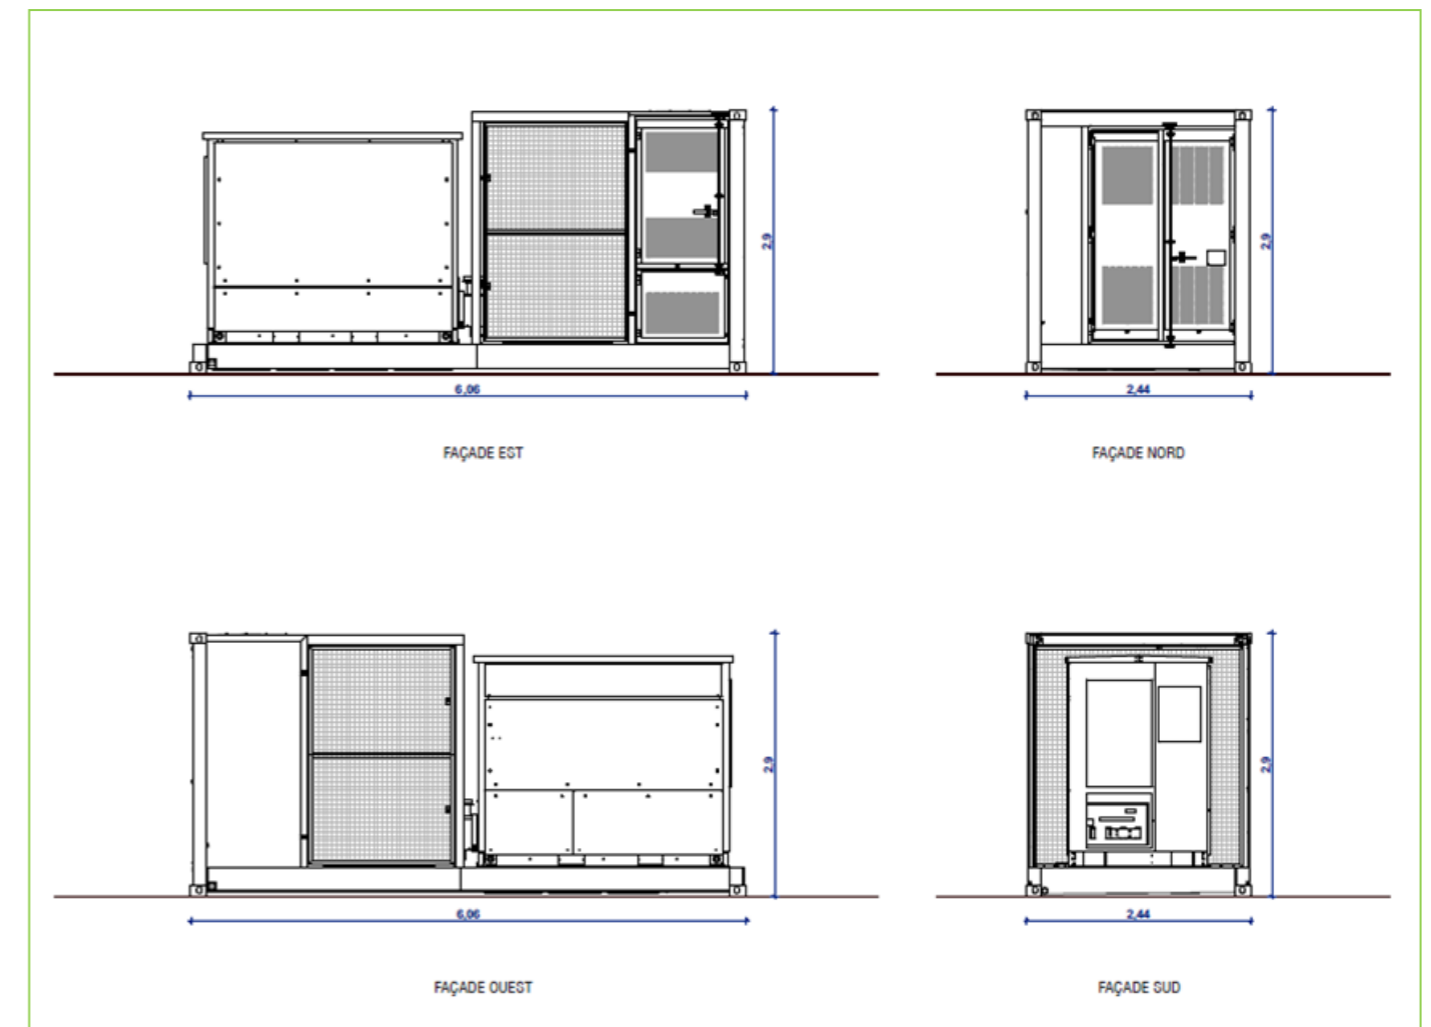 2,9
2,9
6,06
2,44
FAÇADE EST
FAÇADE NORD
2,9
2,9
6,06
2,44
FAÇADE OUEST
FAÇADE SUD